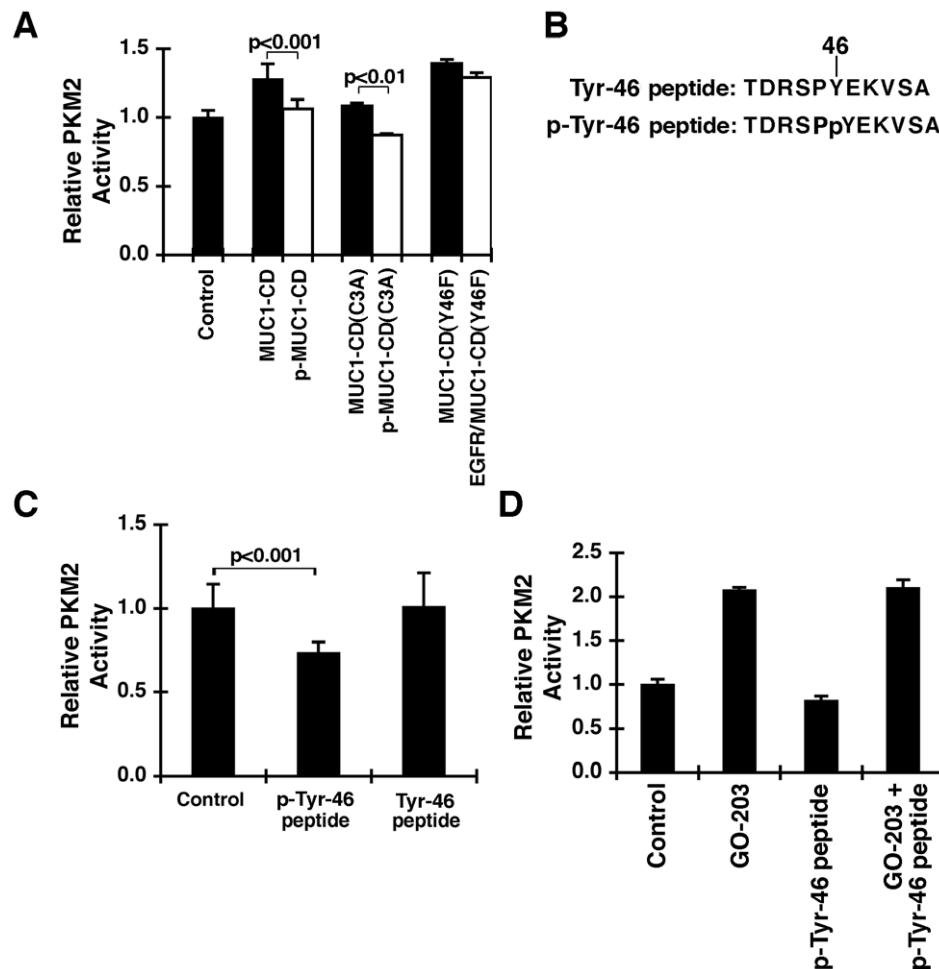 A
Relative PKM2
Activity
1.5
1.0
0.5
0.0
p<0.001
p<0.01
Control
MUC1-CD
p-MUC1-CD
MUC1-CD(C3A)
p-MUC1-CD(C3A)
MUC1-CD(Y46F)
EGFR/MUC1-CD(Y46F)
B
46
Tyr-46 peptide: TDRSPYEKVSA
p-Tyr-46 peptide: TDRSPpYEKVSA
C
Relative PKM2
Activity
1.5
1.0
0.5
0.0
p<0.001
Control
p-Tyr-46
peptide
Tyr-46
peptide
D
Relative PKM2
Activity
2.5
2.0
1.5
1.0
0.5
0.0
Control
GO-203
p-Tyr-46 peptide
GO-203 +
p-Tyr-46 peptide